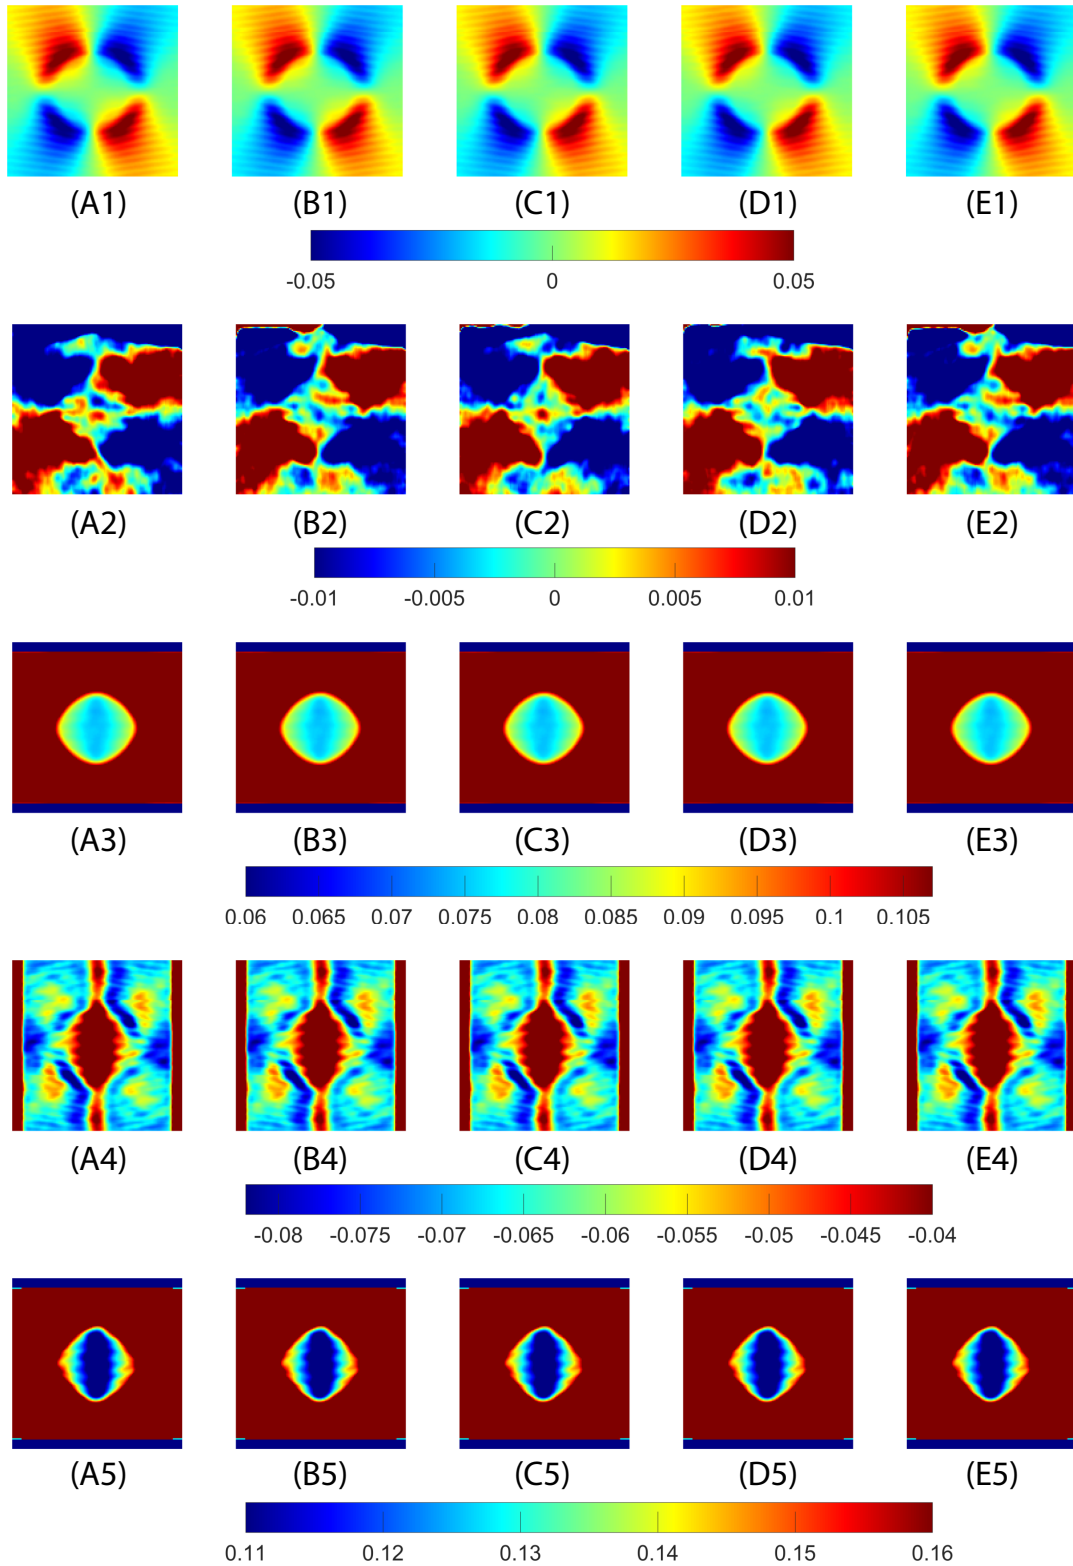 (A1) (B1) (C1) (D1) (E1)
-0.05 0 0.05
(A2) (B2) (C2) (D2) (E2)
-0.01 -0.005 0 0.005 0.01
(A3) (B3) (C3) (D3) (E3)
0.06 0.065 0.07 0.075 0.08 0.085 0.09 0.095 0.1 0.105
(A4) (B4) (C4) (D4) (E4)
-0.08 -0.075 -0.07 -0.065 -0.06 -0.055 -0.05 -0.045 -0.04
(A5) (B5) (C5) (D5) (E5)
0.11 0.12 0.13 0.14 0.15 0.16